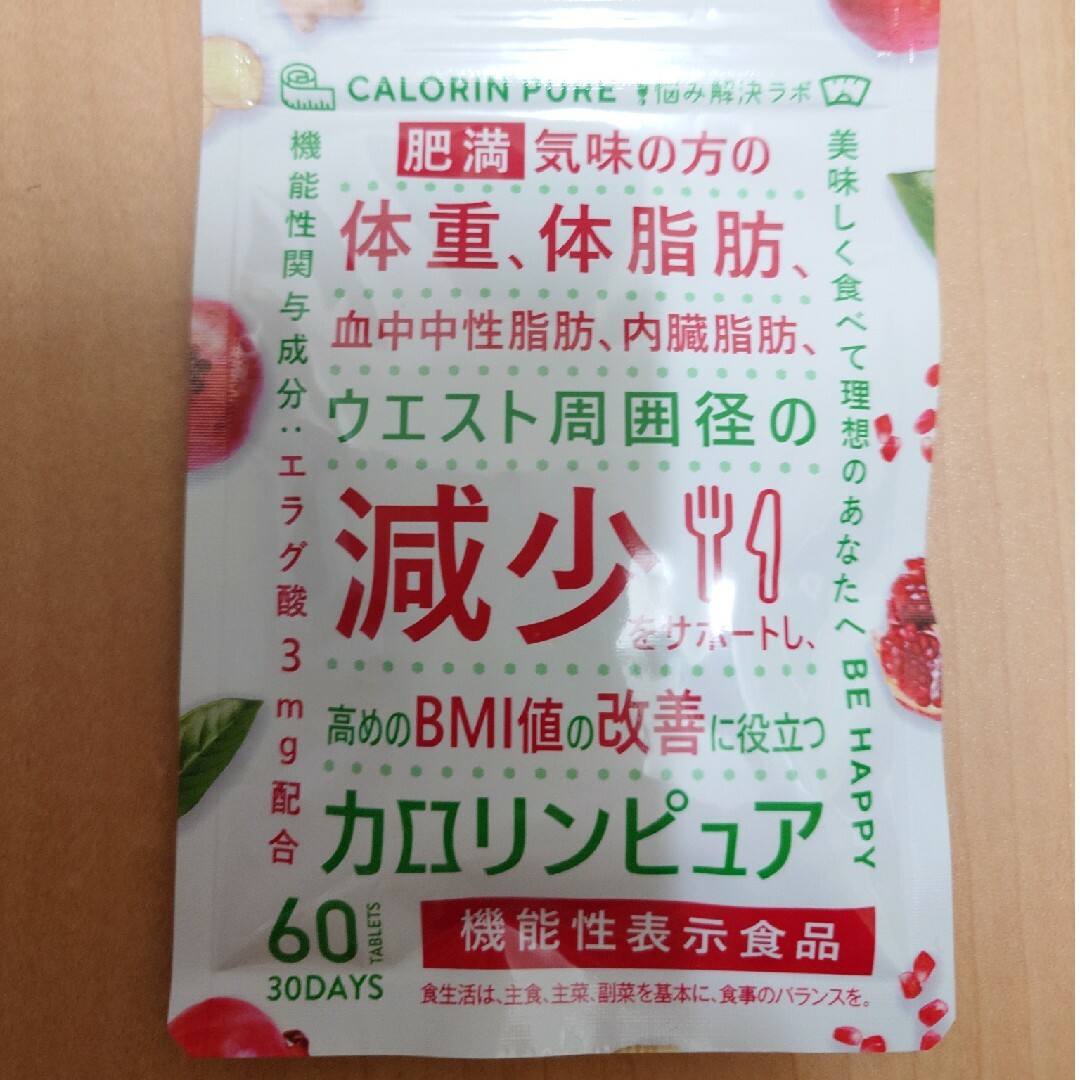 CALORIN PURE 悩み解決ラボ
肥満気味の方の
体重、体脂肪、
血中中性脂肪、内臓脂肪、
ウエスト周囲径の
減少
をサポートし、
高めのBMI値の改善に役立つ
カロリンピュア
機能性関与成分:エラグ酸3mg配合
美味しく食べて理想のあなたへ BE HAPPY
60 TABLETS
30DAYS
機能性表示食品
食生活は、主食、主菜、副菜を基本に、食事のバランスを。